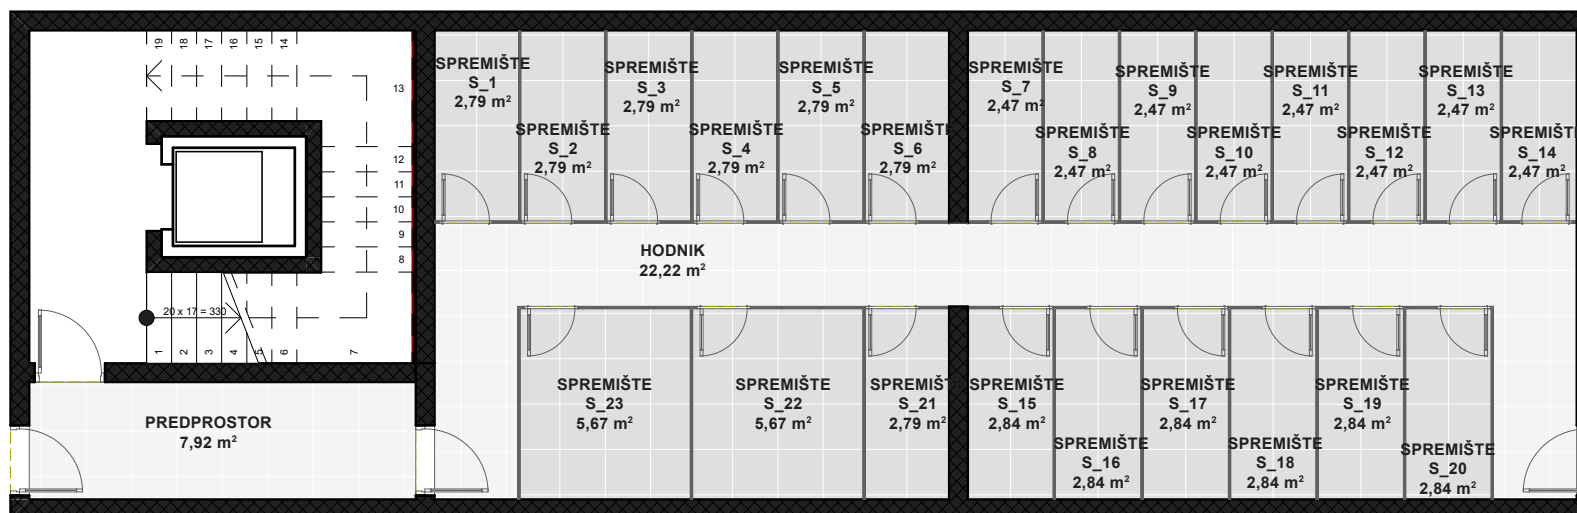 19
18
17
16
15
14
13
12
11
10
9
8
20 x 17 = 330
1
2
3
4
5
6
7
PREDPROSTOR
7,92 m²
SPREMIŠTE
S_1
2,79 m²
SPREMIŠTE
S_2
2,79 m²
SPREMIŠTE
S_3
2,79 m²
SPREMIŠTE
S_4
2,79 m²
SPREMIŠTE
S_5
2,79 m²
SPREMIŠTE
S_6
2,79 m²
SPREMIŠTE
S_7
2,47 m²
SPREMIŠTE
S_8
2,47 m²
SPREMIŠTE
S_9
2,47 m²
SPREMIŠTE
S_10
2,47 m²
SPREMIŠTE
S_11
2,47 m²
SPREMIŠTE
S_12
2,47 m²
SPREMIŠTE
S_13
2,47 m²
SPREMIŠTE
S_14
2,47 m²
HODNIK
22,22 m²
SPREMIŠTE
S_23
5,67 m²
SPREMIŠTE
S_22
5,67 m²
SPREMIŠTE
S_21
2,79 m²
SPREMIŠTE
S_15
2,84 m²
SPREMIŠTE
S_16
2,84 m²
SPREMIŠTE
S_17
2,84 m²
SPREMIŠTE
S_18
2,84 m²
SPREMIŠTE
S_19
2,84 m²
SPREMIŠTE
S_20
2,84 m²